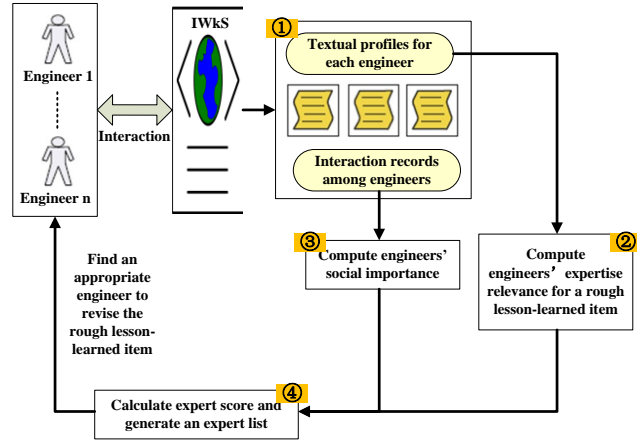 Engineer 1
Engineer n
Interaction
IWkS
①
Textual profiles for
each engineer
Interaction records
among engineers
③
Compute engineers'
social importance
②
Compute
engineers’ expertise
relevance for a rough
lesson-learned item
Find an
appropriate
engineer to
revise the
rough lesson-
learned item
④
Calculate expert score and
generate an expert list